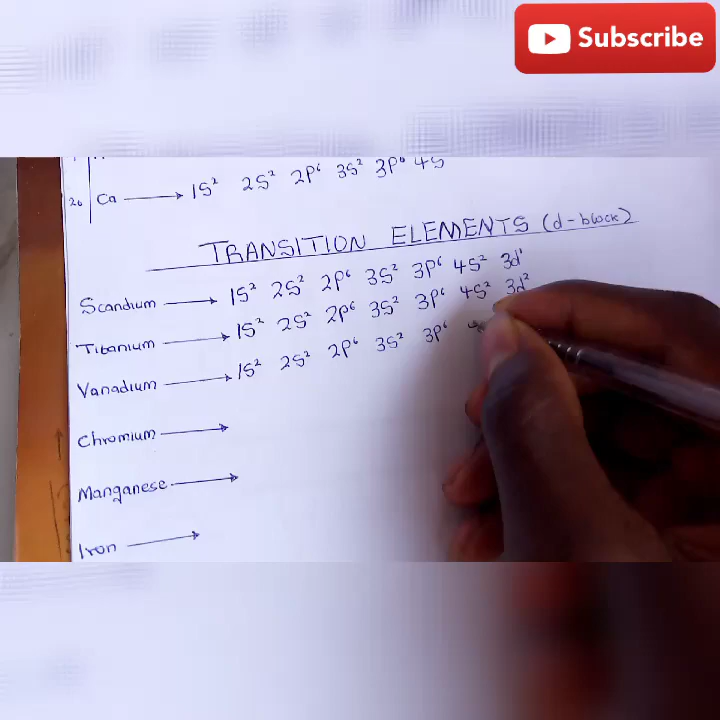 Subscribe
20 Ca → 1S² 2S² 2P⁶ 3S² 3P⁶ 4S
TRANSITION ELEMENTS (d-block)
Scandium → 1S² 2S² 2P⁶ 3S² 3P⁶ 4S² 3d¹
Titanium → 1S² 2S² 2P⁶ 3S² 3P⁶ 4S² 3d²
Vanadium → 1S² 2S² 2P⁶ 3S² 3P⁶
Chromium →
Manganese →
Iron →